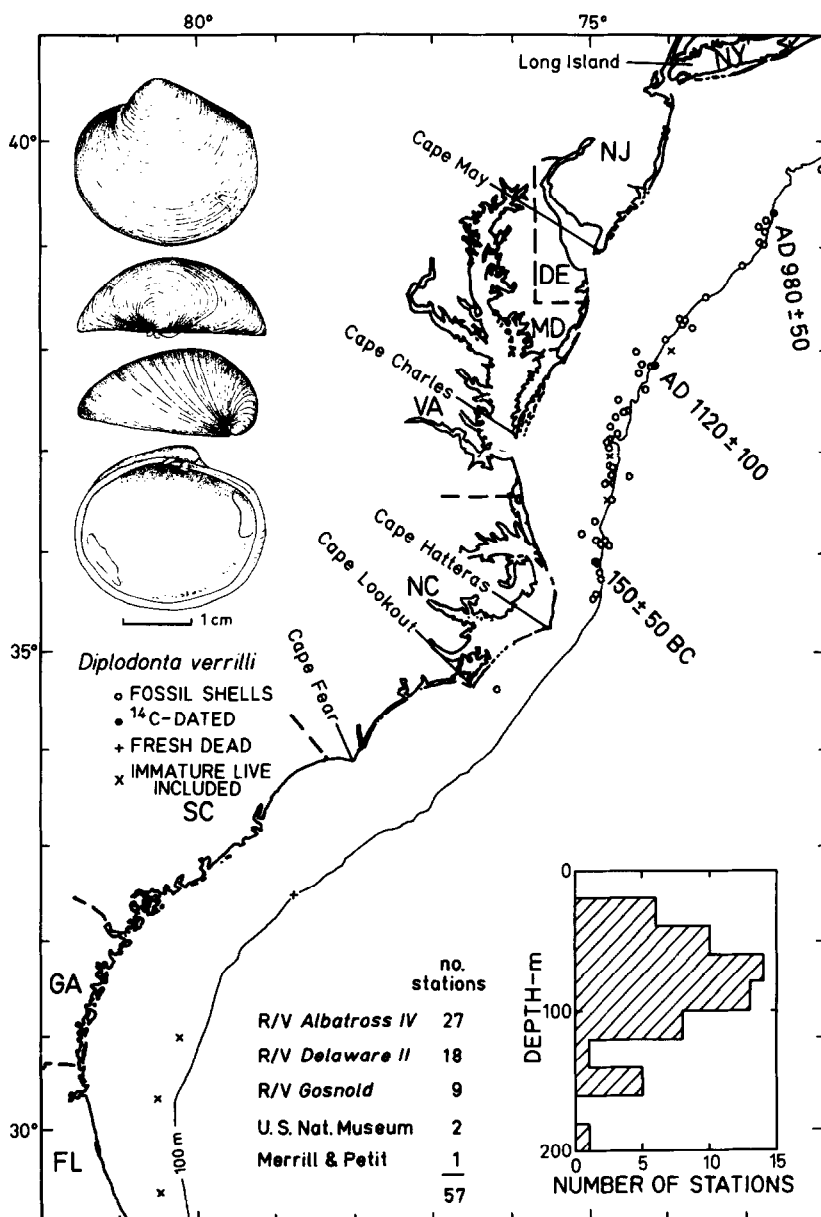 80°
75°
Long Island
NY
40°
Cape May
NJ
DE
MD
AD 980 ± 50
Cape Charles
VA
AD 1120 ± 100
Cape Hatteras
Cape Lookout
NC
150 ± 50 BC
1 cm
35°
Cape Fear
Diplodonta verrilli
o FOSSIL SHELLS
• ¹⁴C-DATED
+ FRESH DEAD
x IMMATURE LIVE
INCLUDED
SC
GA
no.
stations
R/V Albatross IV 27
R/V Delaware II 18
R/V Gosnold 9
U.S. Nat. Museum 2
Merrill & Petit 1
57
30°
FL
100 m
0
DEPTH-m
100
200
0 5 10 15
NUMBER OF STATIONS